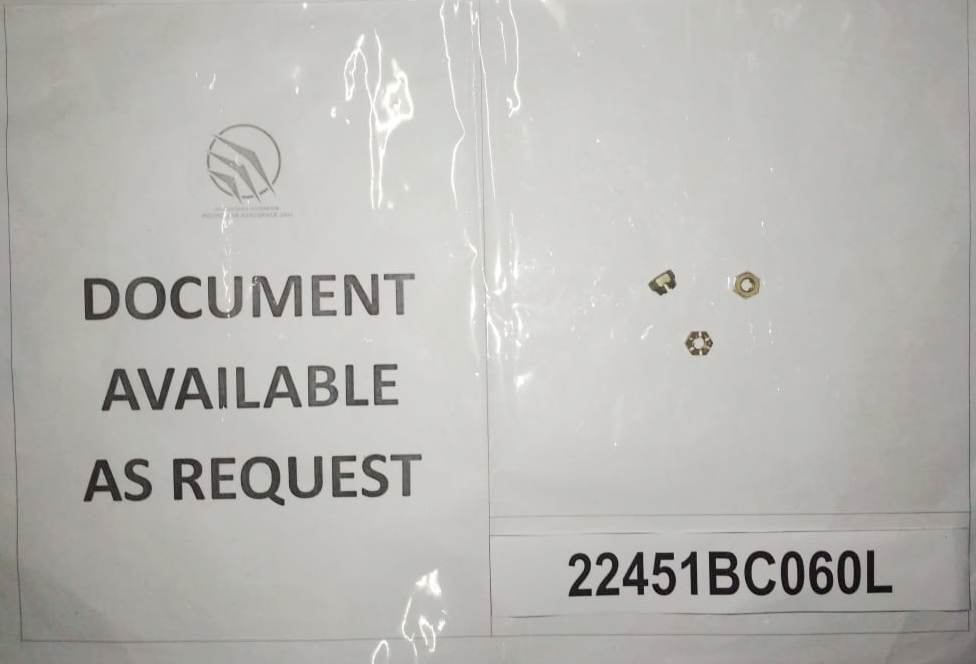 DOCUMENT
AVAILABLE
AS REQUEST
22451BC060L